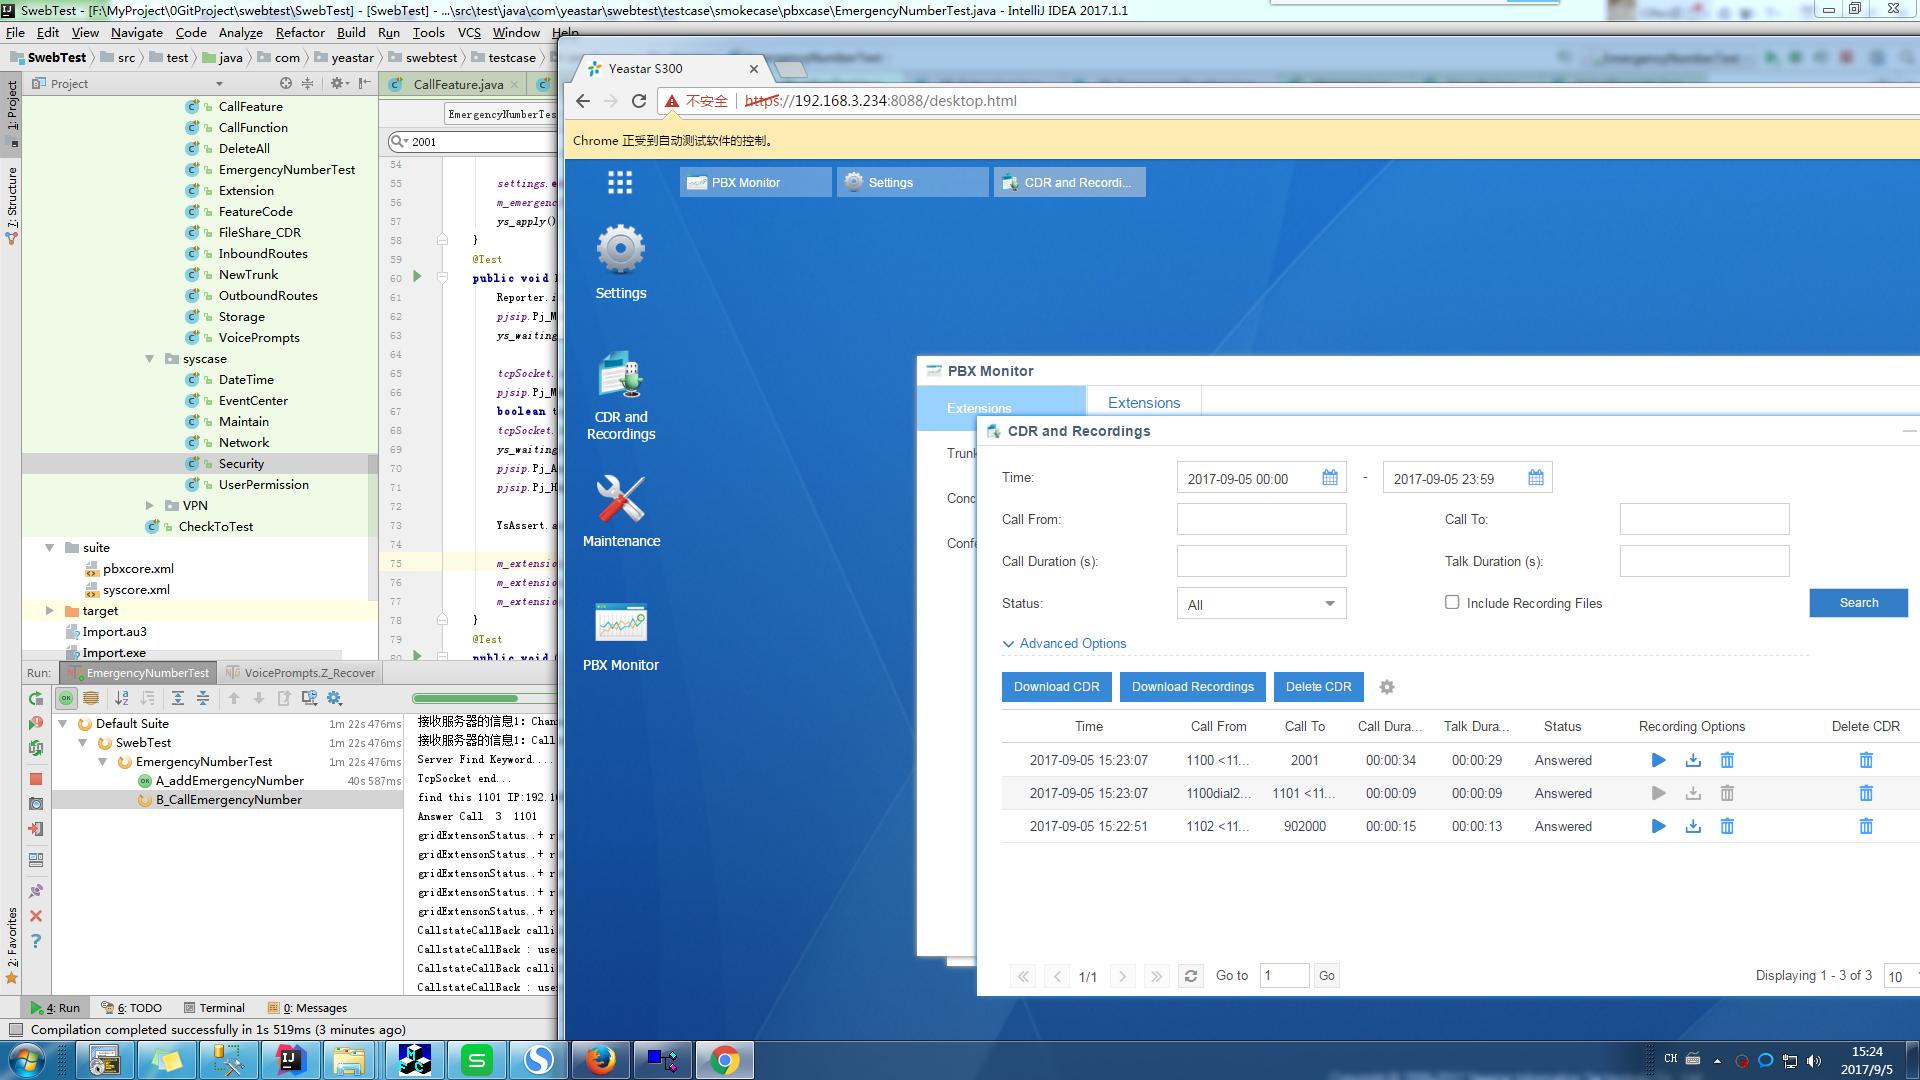 SwebTest - [F:\MyProject\0GitProject\swebtest\SwebTest] - [SwebTest] - ...\src\test\java\com\yeastar\swebtest\testcase\smokecase\pbxcase\EmergencyNumberTest.java - IntelliJ IDEA 2017.1.1
File Edit View Navigate Code Analyze Refactor Build Run Tools VCS Window Help
SwebTest src test java com yeastar swebtest testcase
1: Project
7: Structure
2: Favorites
Project
CallFeature
CallFunction
DeleteAll
EmergencyNumberTest
Extension
FeatureCode
FileShare_CDR
InboundRoutes
NewTrunk
OutboundRoutes
Storage
VoicePrompts
syscase
DateTime
EventCenter
Maintain
Network
Security
UserPermission
VPN
CheckToTest
suite
pbxcore.xml
syscore.xml
target
Import.au3
Import.exe
CallFeature.java
EmergencyNumberTes
2001
54
55 settings.e
56 m_emergenc
57 ys_apply()
58 }
59 @Test
60 public void
61 Reporter.i
62 pjsip.Pj_M
63 ys_waiting
64
65 tcpSocket.
66 pjsip.Pj_M
67 boolean t
68 tcpSocket.
69 ys_waiting
70 pjsip.Pj_A
71 pjsip.Pj_H
72
73 YsAssert.a
74
75 m_extensio
76 m_extensio
77 m_extensio
78 }
79 @Test
80 public void
Run: EmergencyNumberTest VoicePrompts.Z_Recover
Default Suite 1m 22s 476ms
SwebTest 1m 22s 476ms
EmergencyNumberTest 1m 22s 476ms
A_addEmergencyNumber 40s 587ms
B_CallEmergencyNumber
接收服务器的信息1: Chan
接收服务器的信息1: Call
Server Find Keyword....
TcpSocket end...
find this 1101 IP:192.16
Answer Call 3 1101
gridExtensonStatus..+ r
gridExtensonStatus..+ r
gridExtensonStatus..+ r
gridExtensonStatus..+ r
gridExtensonStatus..+ r
CallstateCallBack calli
CallstateCallBack : user
CallstateCallBack calli
CallstateCallBack : user
4: Run 6: TODO Terminal 0: Messages
Compilation completed successfully in 1s 519ms (3 minutes ago)
Yeastar S300
不安全 https://192.168.3.234:8088/desktop.html
Chrome 正受到自动测试软件的控制。
PBX Monitor Settings CDR and Recordi...
Settings
CDR and
Recordings
Maintenance
PBX Monitor
PBX Monitor
Extensions Extensions
Trunk
Conc
Confe
CDR and Recordings
Time: 2017-09-05 00:00 - 2017-09-05 23:59
Call From: Call To:
Call Duration (s): Talk Duration (s):
Status: All Include Recording Files Search
Advanced Options
Download CDR Download Recordings Delete CDR
Time Call From Call To Call Dura... Talk Dura... Status Recording Options Delete CDR
2017-09-05 15:23:07 1100 <11... 2001 00:00:34 00:00:29 Answered
2017-09-05 15:23:07 1100dial2... 1101 <11... 00:00:09 00:00:09 Answered
2017-09-05 15:22:51 1102 <11... 902000 00:00:15 00:00:13 Answered
1/1 Go to 1 Go Displaying 1 - 3 of 3 10
CH
15:24
2017/9/5